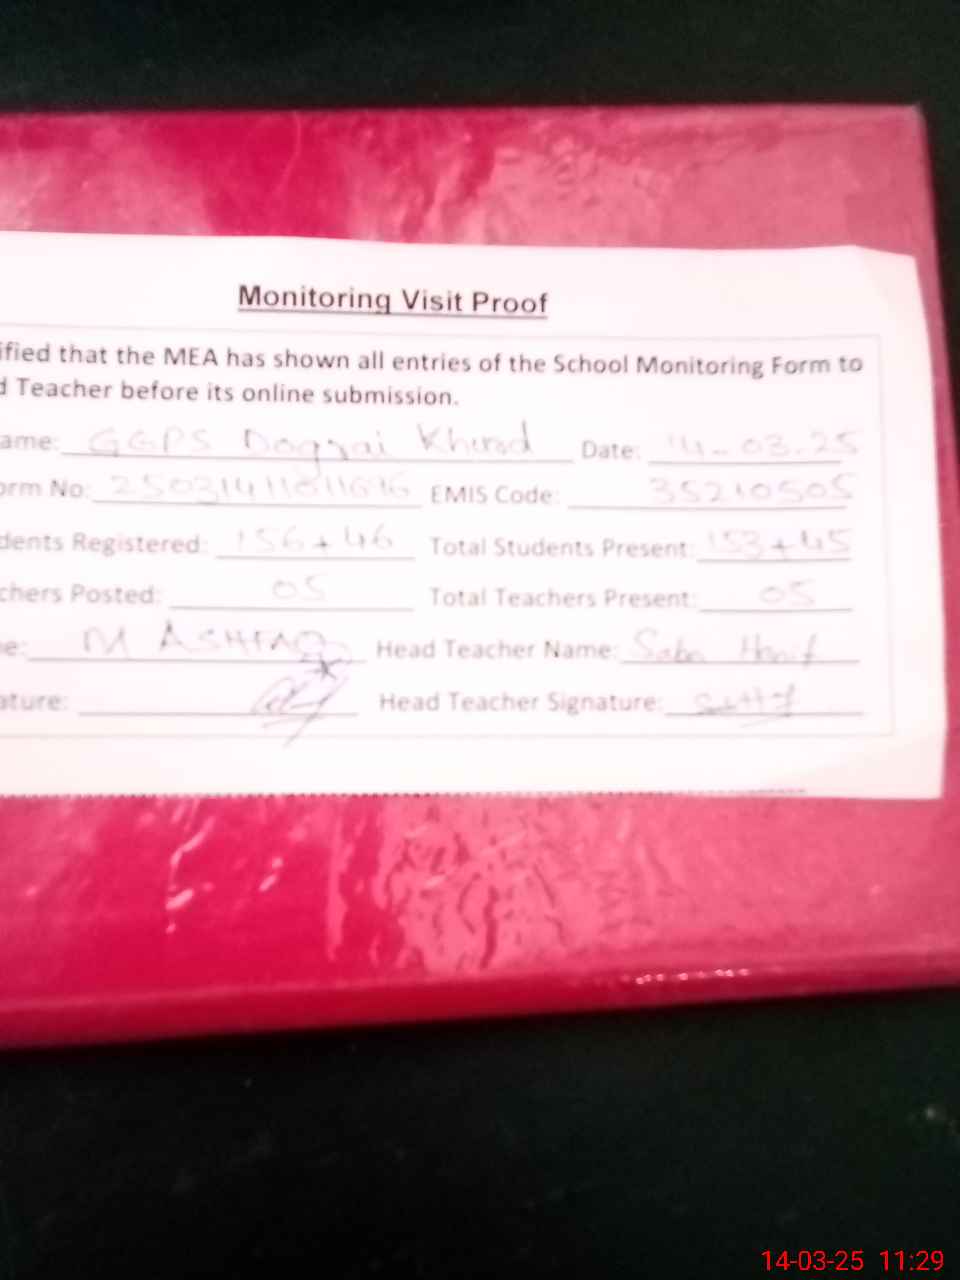 Monitoring Visit Proof
ified that the MEA has shown all entries of the School Monitoring Form to
d Teacher before its online submission.
ame: GGPS Dograi Khurd Date: 14-03.25
orm No: EMIS Code: 35210505
dents Registered: 156+46 Total Students Present: 153+45
chers Posted: 05 Total Teachers Present: 05
e: M ASHFAQ Head Teacher Name: Saba Hanif
ature: Head Teacher Signature:
14-03-25 11:29